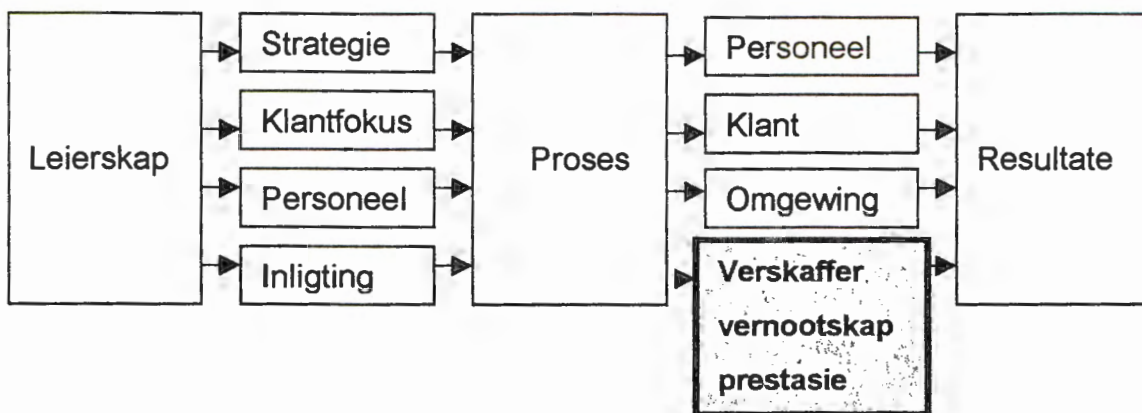 Leierskap
Strategie
Klantfokus
Personeel
Inligting
Proses
Personeel
Klant
Omgewing
Verskaffer
vernootskap
prestasie
Resultate